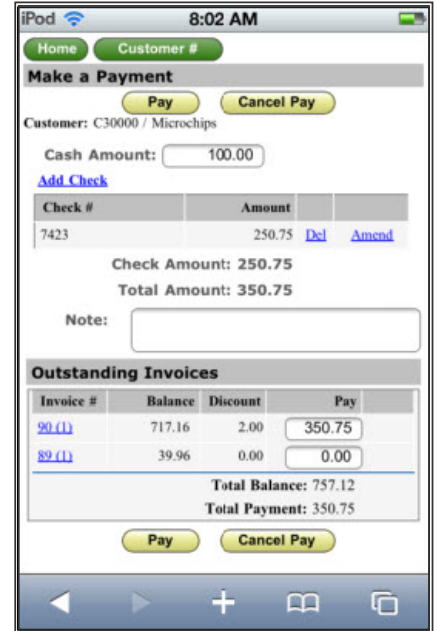 iPod 8:02 AM
Home Customer #
Make a Payment
Pay Cancel Pay
Customer: C30000 / Microchips
Cash Amount: 100.00
Add Check
Check # Amount
7423 250.75 Del Amend
Check Amount: 250.75
Total Amount: 350.75
Note:
Outstanding Invoices
Invoice # Balance Discount Pay
90 (1) 717.16 2.00 350.75
89 (1) 39.96 0.00 0.00
Total Balance: 757.12
Total Payment: 350.75
Pay Cancel Pay